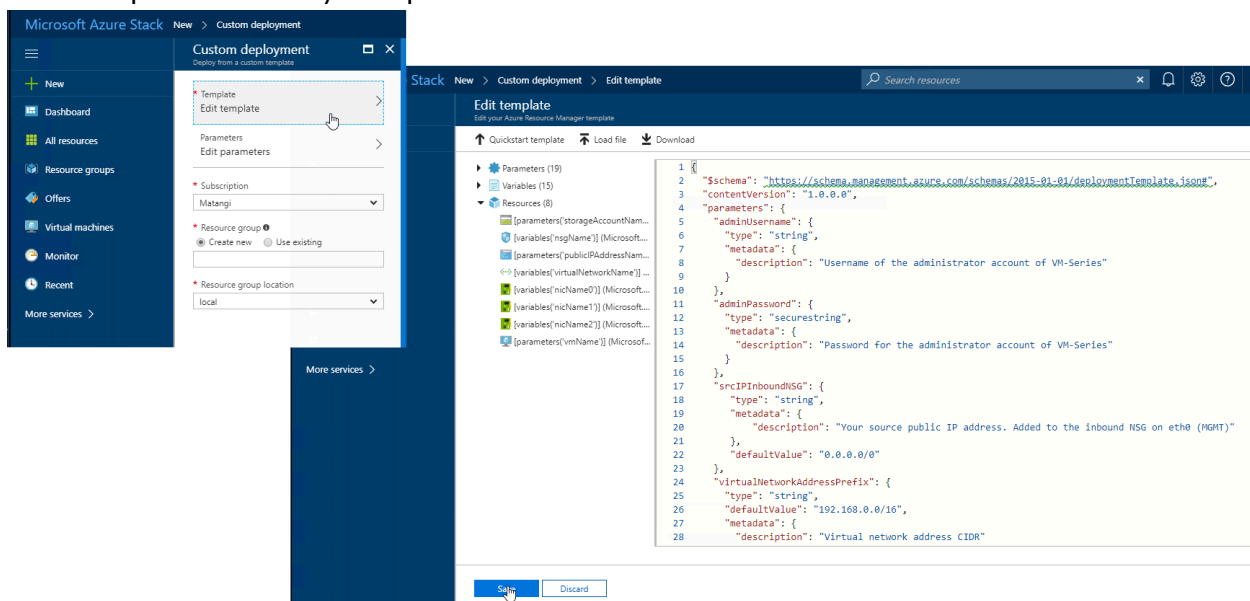 Microsoft Azure Stack New > Custom deployment
Custom deployment
Deploy from a custom template
New
Dashboard
All resources
Resource groups
Offers
Virtual machines
Monitor
Recent
More services >
* Template
Edit template
Parameters
Edit parameters
* Subscription
Matangi
* Resource group
Create new Use existing
* Resource group location
local
More services >
Stack New > Custom deployment > Edit template
Search resources
Edit template
Edit your Azure Resource Manager template
Quickstart template Load file Download
Parameters (19)
Variables (15)
Resources (8)
[parameters('storageAccountNam...
[variables('nsgName')] (Microsoft....
[parameters('publicIPAddressNam...
[variables('virtualNetworkName')] ...
[variables('nicName0')] (Microsoft....
[variables('nicName1')] (Microsoft....
[variables('nicName2')] (Microsoft....
[parameters('vmName')] (Microsof...
1 {
2 "$schema": "https://schema.management.azure.com/schemas/2015-01-01/deploymentTemplate.json#",
3 "contentVersion": "1.0.0.0",
4 "parameters": {
5 "adminUsername": {
6 "type": "string",
7 "metadata": {
8 "description": "Username of the administrator account of VM-Series"
9 }
10 },
11 "adminPassword": {
12 "type": "securestring",
13 "metadata": {
14 "description": "Password for the administrator account of VM-Series"
15 }
16 },
17 "srcIPInboundNSG": {
18 "type": "string",
19 "metadata": {
20 "description": "Your source public IP address. Added to the inbound NSG on eth0 (MGMT)"
21 },
22 "defaultValue": "0.0.0.0/0"
23 },
24 "virtualNetworkAddressPrefix": {
25 "type": "string",
26 "defaultValue": "192.168.0.0/16",
27 "metadata": {
28 "description": "Virtual network address CIDR"
Save Discard